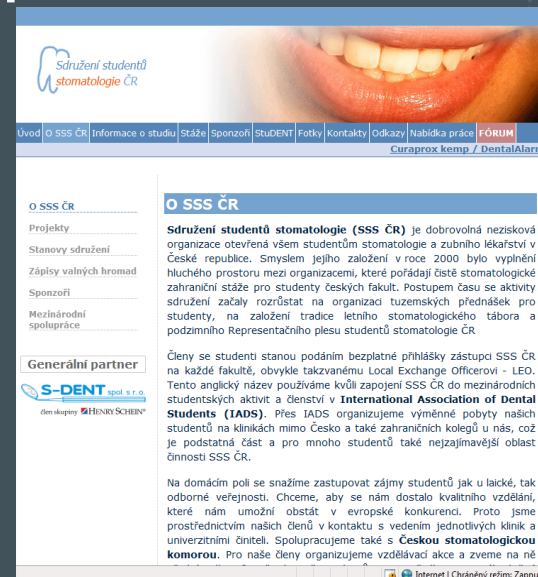 Sdružení studentů
stomatologie ČR
Úvod O SSS ČR Informace o studiu Stáže Sponzoři StuDENT Fotky Kontakty Odkazy Nabídka práce FÓRUM
Curaprox kemp / DentalAlarm
O SSS ČR
Projekty
Stanovy sdružení
Zápisy valných hromad
Sponzoři
Mezinárodní
spolupráce
Generální partner
S-DENT spol. s r.o.
člen skupiny HENRY SCHEIN®
O SSS ČR
Sdružení studentů stomatologie (SSS ČR) je dobrovolná nezisková
organizace otevřená všem studentům stomatologie a zubního lékařství v
České republice. Smyslem jejího založení v roce 2000 bylo vyplnění
hluchého prostoru mezi organizacemi, které pořádají čistě stomatologické
zahraniční stáže pro studenty českých fakult. Postupem času se aktivity
sdružení začaly rozrůstat na organizaci tuzemských přednášek pro
studenty, na založení tradice letního stomatologického tábora a
podzimního Representačního plesu studentů stomatologie ČR
Členy se studenti stanou podáním bezplatné přihlášky zástupci SSS ČR
na každé fakultě, obvykle takzvanému Local Exchange Officerovi - LEO.
Tento anglický název používáme kvůli zapojení SSS ČR do mezinárodních
studentských aktivit a členství v International Association of Dental
Students (IADS). Přes IADS organizujeme výměnné pobyty našich
studentů na klinikách mimo Česko a také zahraničních kolegů u nás, což
je podstatná část a pro mnoho studentů také nejzajímavější oblast
činnosti SSS ČR.
Na domácím poli se snažíme zastupovat zájmy studentů jak u laické, tak
odborné veřejnosti. Chceme, aby se nám dostalo kvalitního vzdělání,
které nám umožní obstát v evropské konkurenci. Proto jsme
prostřednictvím našich členů v kontaktu s vedením jednotlivých klinik a
univerzitními činiteli. Spolupracujeme také s Českou stomatologickou
komorou. Pro naše členy organizujeme vzdělávací akce a zveme na ně
Internet | Chráněný režim: Zapnu